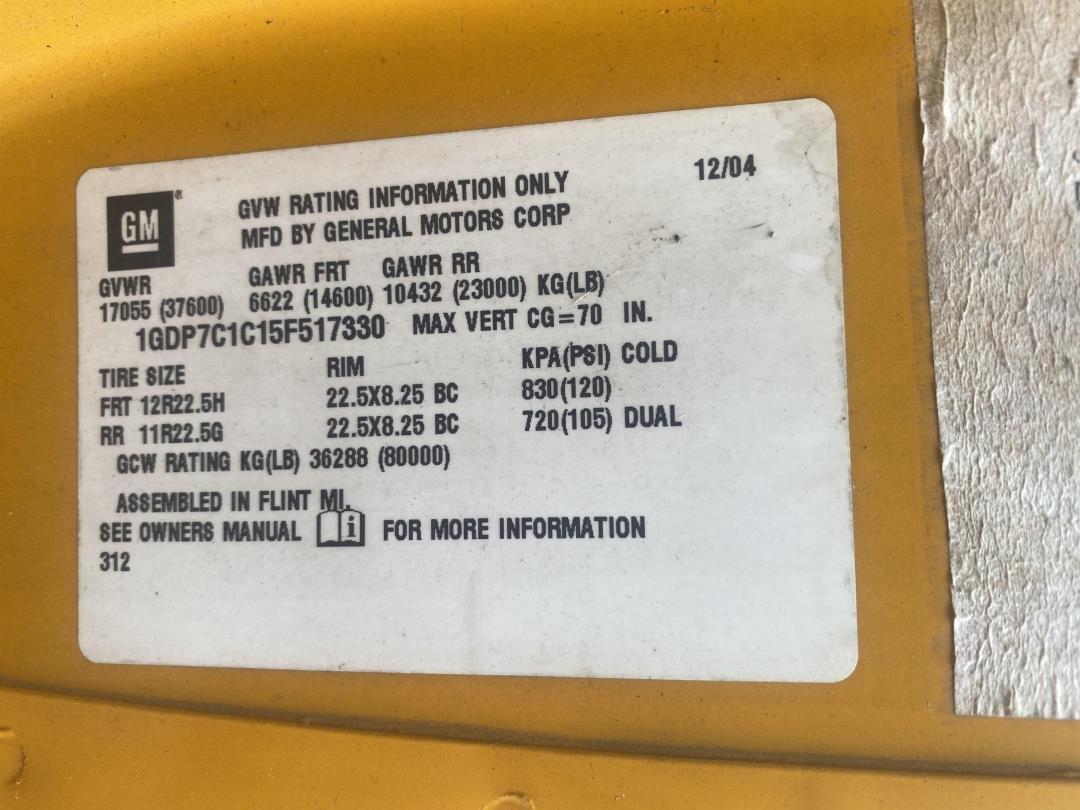 GM®
GVW RATING INFORMATION ONLY
12/04
MFD BY GENERAL MOTORS CORP
GVWR GAWR FRT GAWR RR
17055 (37600) 6622 (14600) 10432 (23000) KG(LB)
1GDP7C1C15F517330 MAX VERT CG=70 IN.
TIRE SIZE RIM KPA(PSI) COLD
FRT 12R22.5H 22.5X8.25 BC 830(120)
RR 11R22.5G 22.5X8.25 BC 720(105) DUAL
GCW RATING KG(LB) 36288 (80000)
ASSEMBLED IN FLINT MI.
SEE OWNERS MANUAL i FOR MORE INFORMATION
312